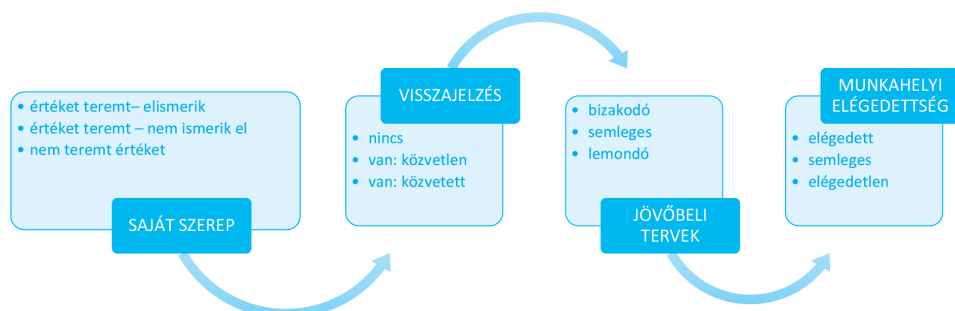 • értéket teremt– elismerik
• értéket teremt – nem ismerik el
• nem teremt értéket
SAJÁT SZEREP
VISSZAJELZÉS
• nincs
• van: közvetlen
• van: közvetett
• bizakodó
• semleges
• lemondó
JÖVŐBELI
TERVEK
MUNKAHELYI
ELÉGEDETTSÉG
• elégedett
• semleges
• elégedetlen